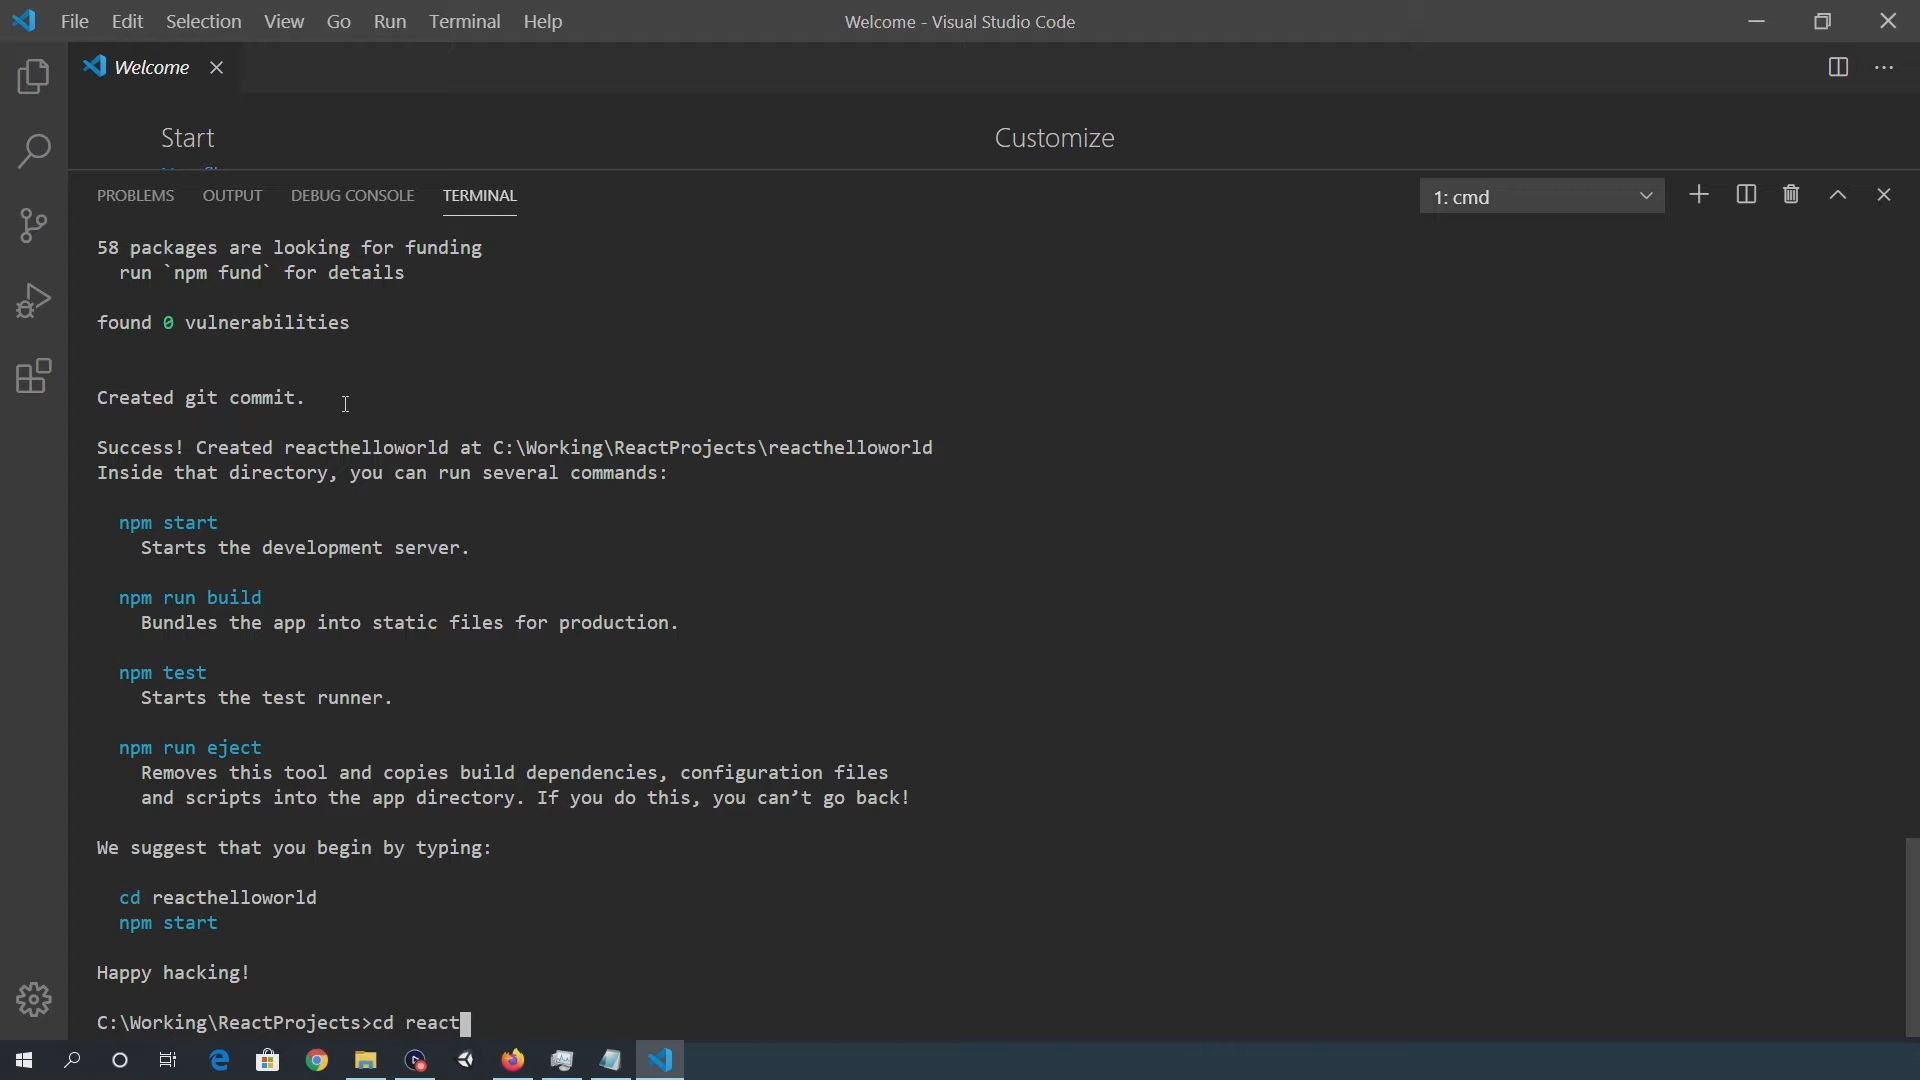 File Edit Selection View Go Run Terminal Help
Welcome - Visual Studio Code
Welcome
Start
Customize
PROBLEMS OUTPUT DEBUG CONSOLE TERMINAL
1: cmd
58 packages are looking for funding
run `npm fund` for details
found 0 vulnerabilities
Created git commit.
Success! Created reacthelloworld at C:\Working\ReactProjects\reacthelloworld
Inside that directory, you can run several commands:
npm start
Starts the development server.
npm run build
Bundles the app into static files for production.
npm test
Starts the test runner.
npm run eject
Removes this tool and copies build dependencies, configuration files
and scripts into the app directory. If you do this, you can’t go back!
We suggest that you begin by typing:
cd reacthelloworld
npm start
Happy hacking!
C:\Working\ReactProjects>cd react